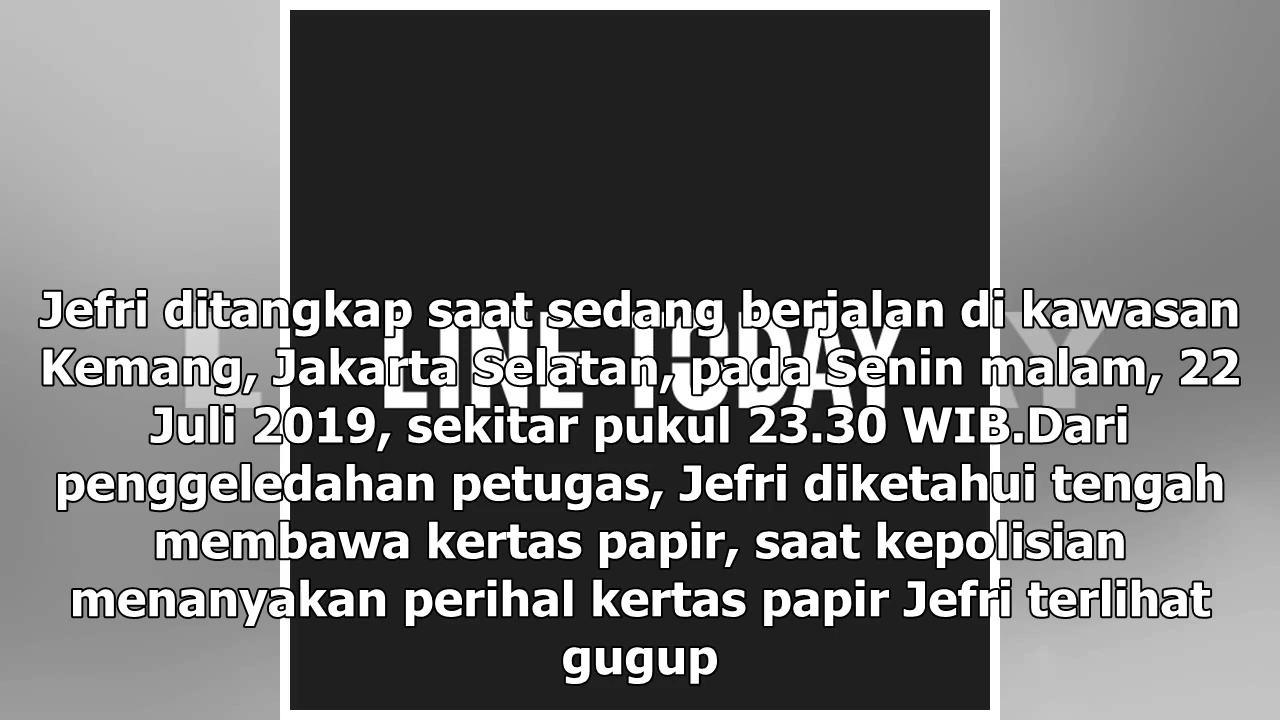 Jefri ditangkap saat sedang berjalan di kawasan
Kemang, Jakarta Selatan, pada Senin malam, 22
Juli 2019, sekitar pukul 23.30 WIB.Dari
penggeledahan petugas, Jefri diketahui tengah
membawa kertas papir, saat kepolisian
menanyakan perihal kertas papir Jefri terlihat
gugup
LINE TODAY